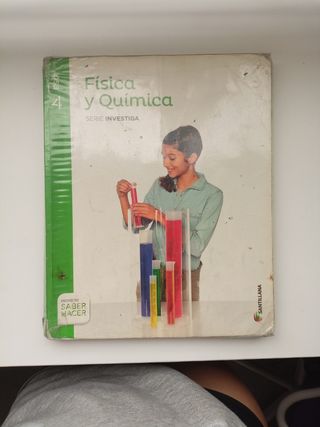 ESO
4
Física
y Química
SERIE INVESTIGA
PROYECTO
SABER
HACER
SANTILLANA